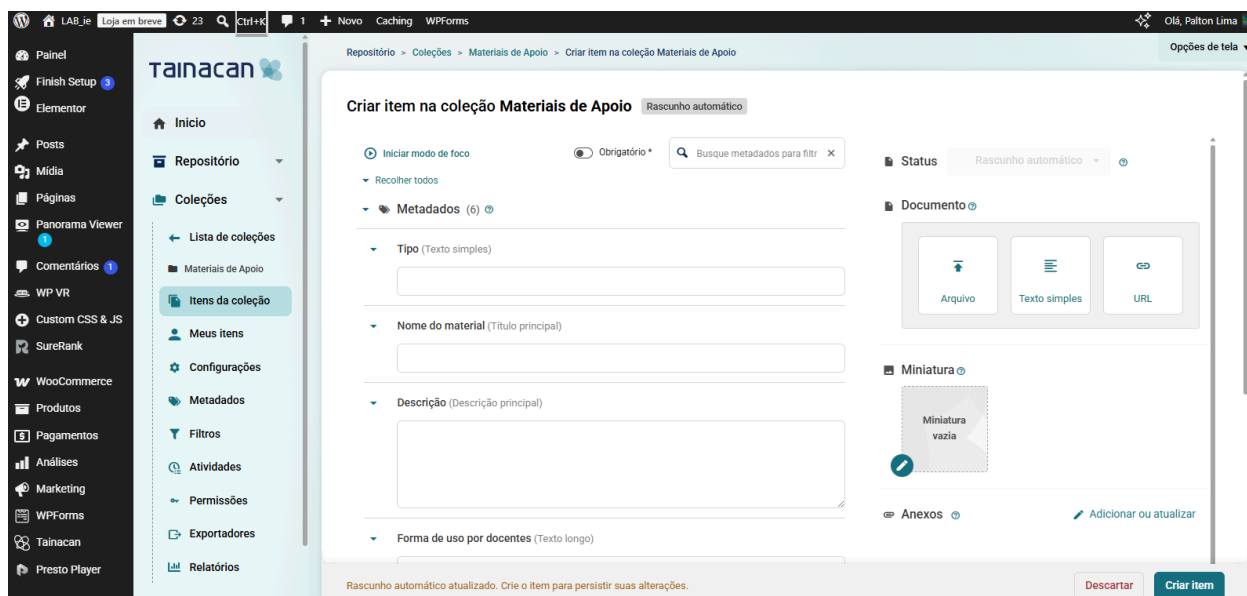 LAB_ie Loja em breve 23 Ctrl+K 1 Novo Caching WPForms Olá, Palton Lima
Painel
Finish Setup 3
Elementor
Posts
Mídia
Páginas
Panorama Viewer
1
Comentários 1
WP VR
Custom CSS & JS
SureRank
WooCommerce
Produtos
Pagamentos
Análises
Marketing
WPForms
Tainacan
Presto Player
Tainacan
Inicio
Repositório
Coleções
Lista de coleções
Materiais de Apoio
Itens da coleção
Meus itens
Configurações
Metadados
Filtros
Atividades
Permissões
Exportadores
Relatórios
Repositório > Coleções > Materiais de Apoio > Criar item na coleção Materiais de Apoio
Opções de tela
Criar item na coleção Materiais de Apoio Rascunho automático
Iniciar modo de foco Obrigatório * Busque metadados para filtr
Recolher todos
Metadados (6)
Tipo (Texto simples)
Nome do material (Título principal)
Descrição (Descrição principal)
Forma de uso por docentes (Texto longo)
Status Rascunho automático
Documento
Arquivo Texto simples URL
Miniatura
Miniatura
vazia
Anexos Adicionar ou atualizar
Rascunho automático atualizado. Crie o item para persistir suas alterações. Descartar Criar item